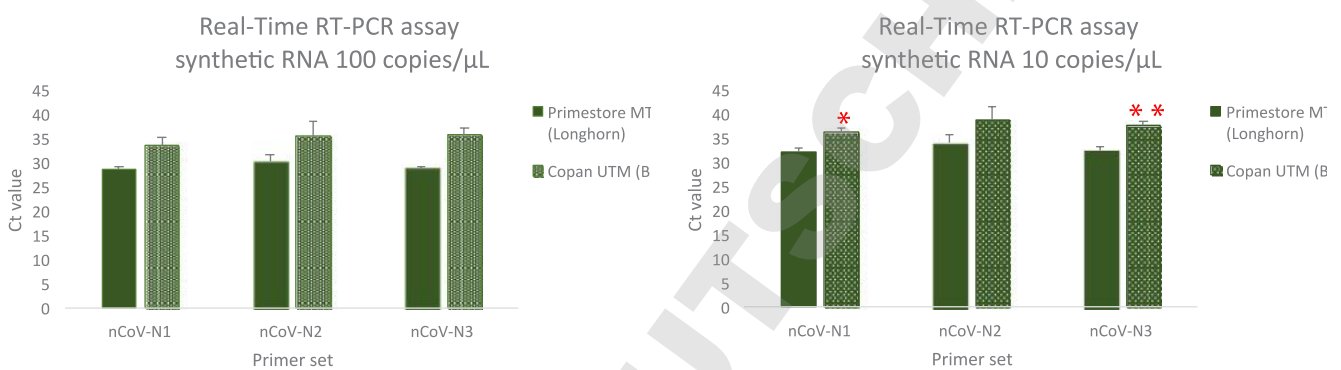 Real-Time RT-PCR assay
synthetic RNA 100 copies/µL
45
40
35
30
25
20
15
10
5
0
Ct value
nCoV-N1
nCoV-N2
nCoV-N3
Primer set
Primestore MT
(Longhorn)
Copan UTM (B
Real-Time RT-PCR assay
synthetic RNA 10 copies/µL
45
40
35
30
25
20
15
10
5
0
Ct value
*
* *
nCoV-N1
nCoV-N2
nCoV-N3
Primer set
Primestore MT
(Longhorn)
Copan UTM (B
UTSCH